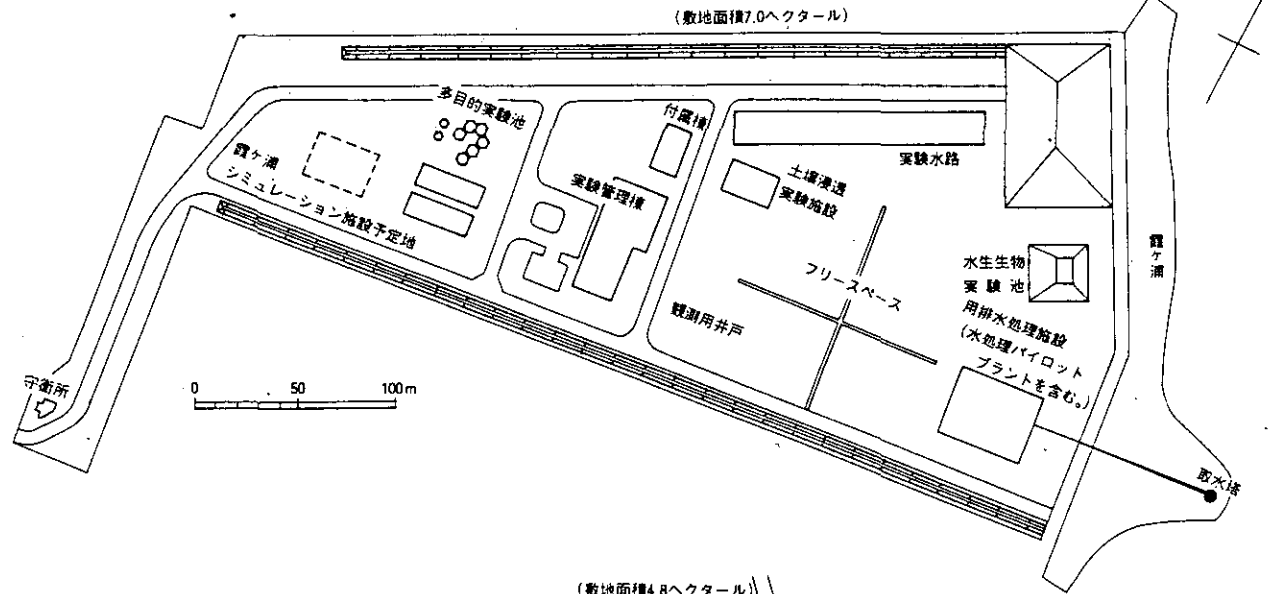 (敷地面積7.0ヘクタール)
多目的実験池
付属棟
実験水路
霞ヶ浦
シミュレーション施設予定地
実験管理棟
土壌浸透
実験施設
霞ヶ浦
水生生物
実験池
フリースペース
用排水処理施設
(水処理パイロット
プラントを含む。)
観測用井戸
守衛所
0 50 100m
取水塔
(敷地面積4.8ヘクタール)